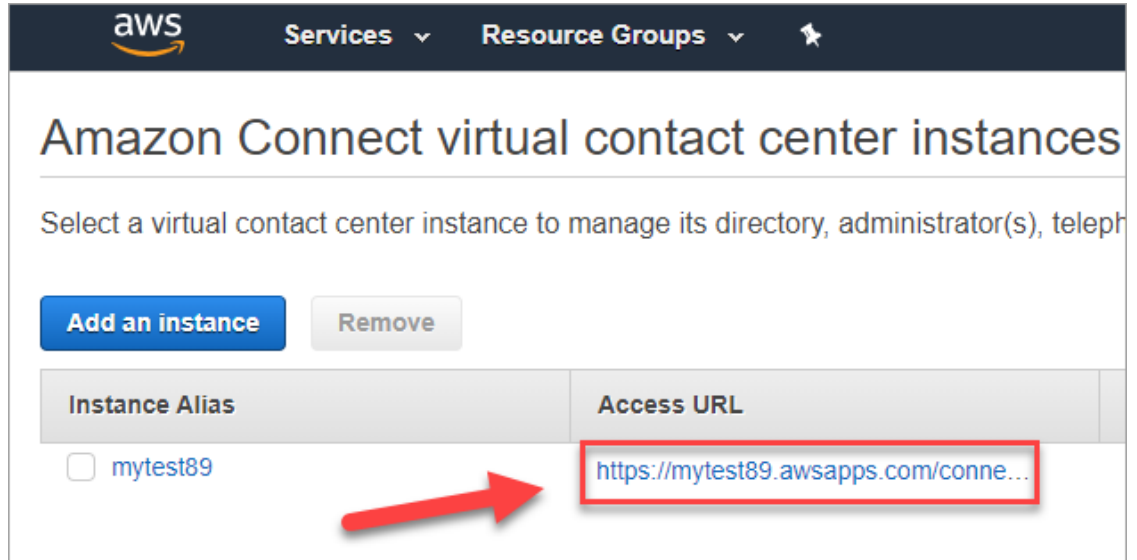 aws Services Resource Groups
Amazon Connect virtual contact center instances
Select a virtual contact center instance to manage its directory, administrator(s), teleph
Add an instance Remove
Instance Alias Access URL
mytest89 https://mytest89.awsapps.com/conne...